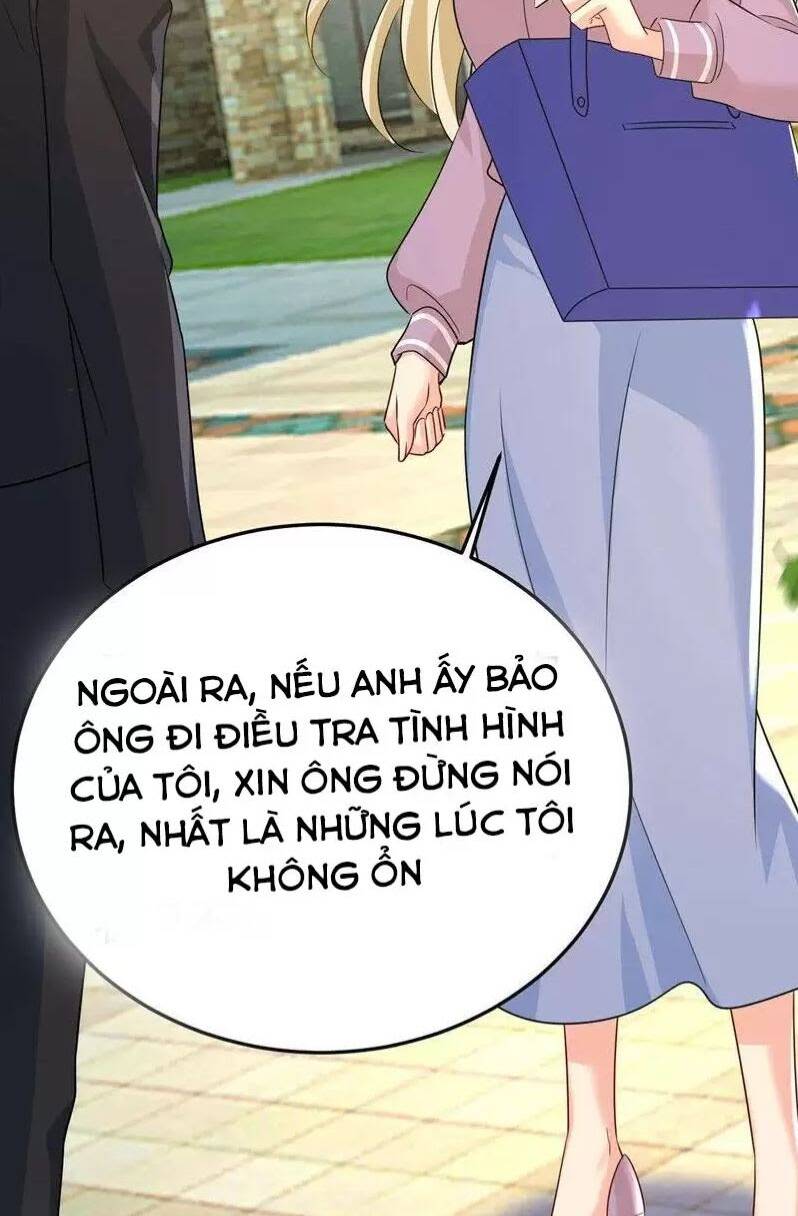 NGOÀI RA, NẾU ANH ẤY BẢO
ÔNG ĐI ĐIỀU TRA TÌNH HÌNH
CỦA TÔI, XIN ÔNG ĐỪNG NÓI
RA, NHẤT LÀ NHỮNG LÚC TÔI
KHÔNG ỔN